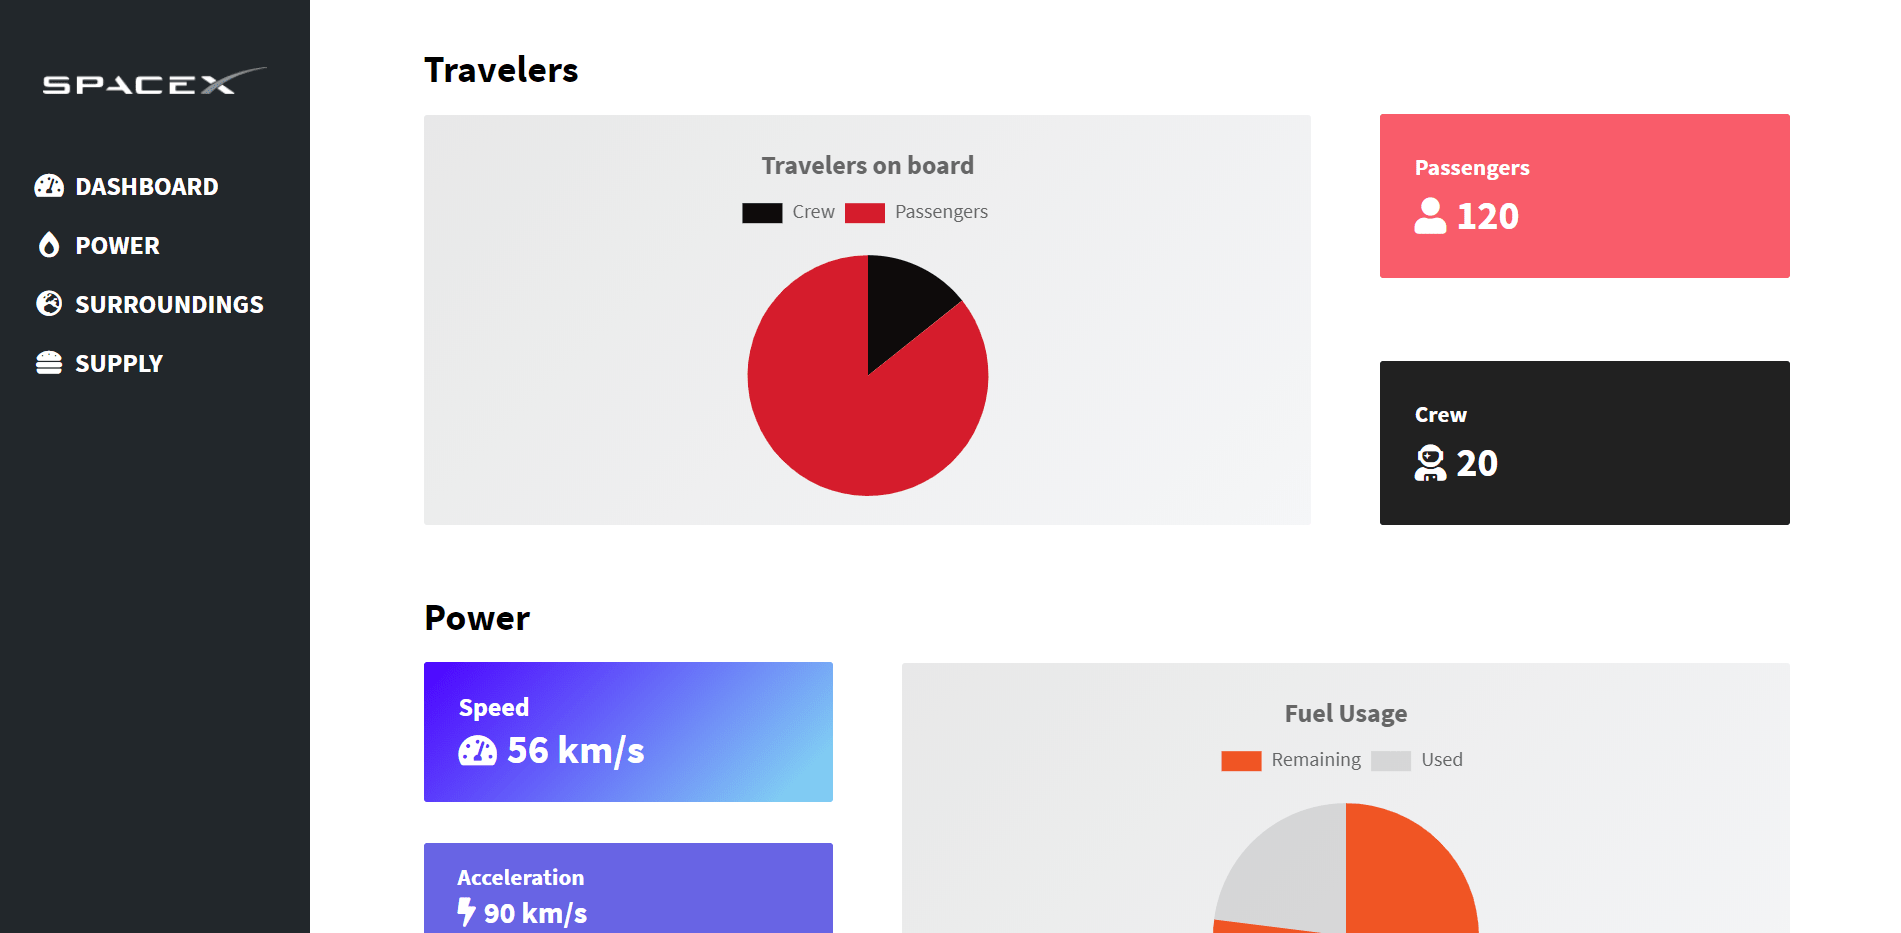 SPACEX
DASHBOARD
POWER
SURROUNDINGS
SUPPLY
Travelers
Travelers on board
Crew Passengers
Passengers
120
Crew
20
Power
Speed
56 km/s
Acceleration
90 km/s
Fuel Usage
Remaining Used